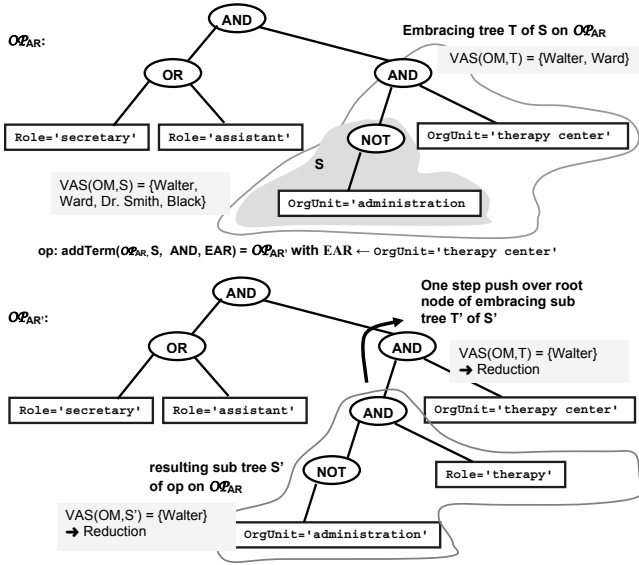 AND
Embracing tree T of S on OP_AR
OP_AR:
VAS(OM,T) = {Walter, Ward}
OR
AND
Role='secretary'
Role='assistant'
NOT
OrgUnit='therapy center'
S
VAS(OM,S) = {Walter,
Ward, Dr. Smith, Black}
OrgUnit='administration
op: addTerm(OP_AR, S, AND, EAR) = OP_AR' with EAR ← OrgUnit='therapy center'
One step push over root
node of embracing sub
tree T' of S'
AND
OP_AR':
OR
AND
VAS(OM,T) = {Walter}
➔ Reduction
Role='secretary'
Role='assistant'
AND
OrgUnit='therapy center'
resulting sub tree S'
of op on OP_AR
NOT
Role='therapy'
VAS(OM,S') = {Walter}
➔ Reduction
OrgUnit='administration'